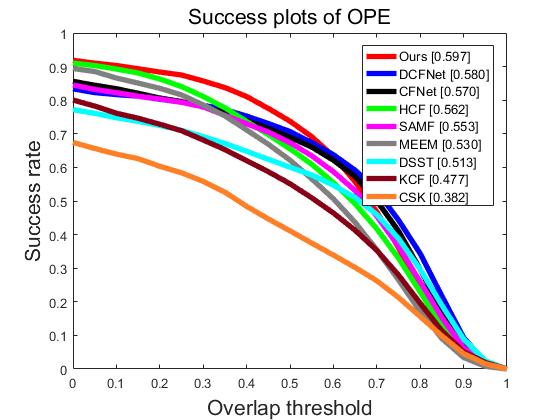 Success plots of OPE
Success rate
1
0.9
0.8
0.7
0.6
0.5
0.4
0.3
0.2
0.1
0
Ours [0.597]
DCFNet [0.580]
CFNet [0.570]
HCF [0.562]
SAMF [0.553]
MEEM [0.530]
DSST [0.513]
KCF [0.477]
CSK [0.382]
0 0.1 0.2 0.3 0.4 0.5 0.6 0.7 0.8 0.9 1
Overlap threshold